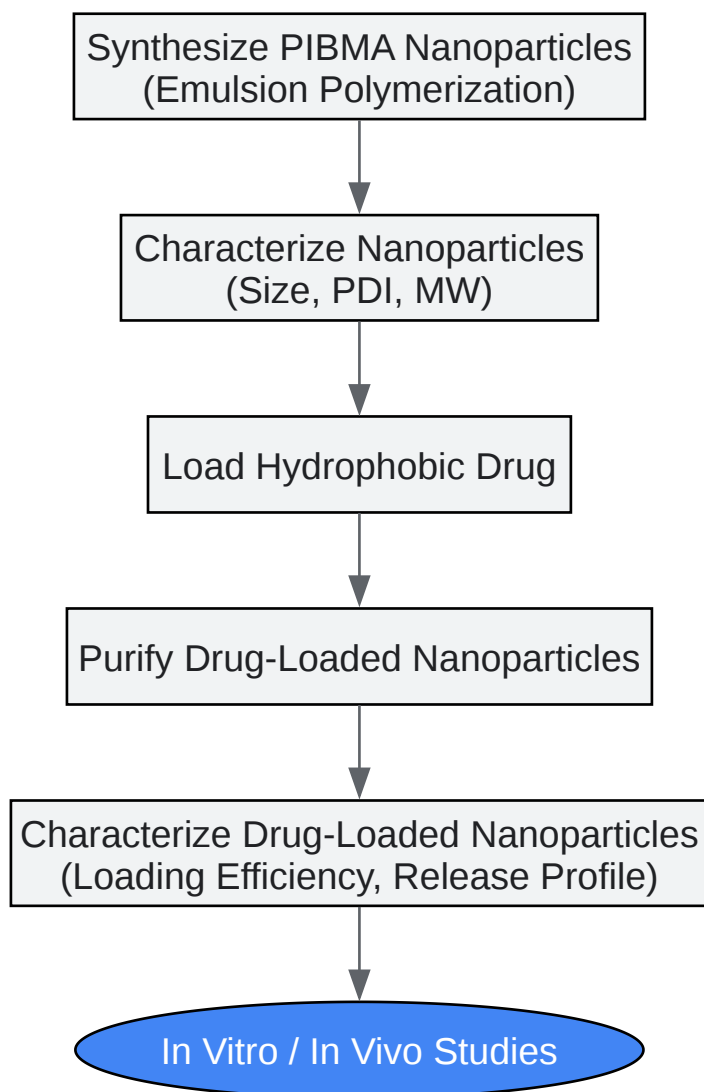 Synthesize PIBMA Nanoparticles
(Emulsion Polymerization)
Characterize Nanoparticles
(Size, PDI, MW)
Load Hydrophobic Drug
Purify Drug-Loaded Nanoparticles
Characterize Drug-Loaded Nanoparticles
(Loading Efficiency, Release Profile)
In Vitro / In Vivo Studies